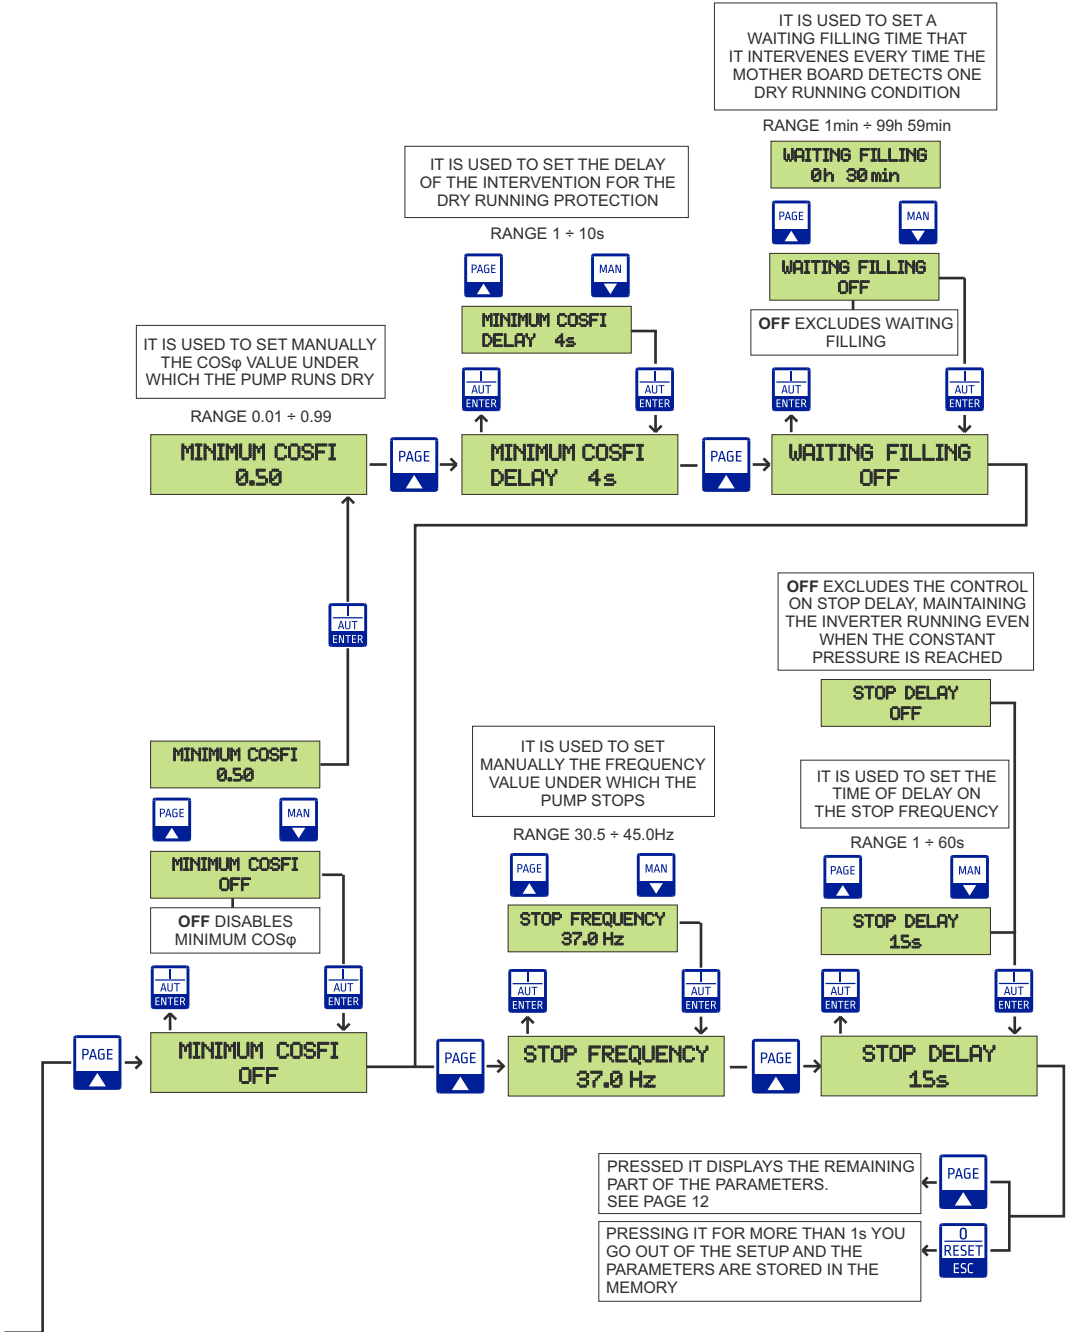 IT IS USED TO SET A
WAITING FILLING TIME THAT
IT INTERVENES EVERY TIME THE
MOTHER BOARD DETECTS ONE
DRY RUNNING CONDITION
RANGE 1min ÷ 99h 59min
WAITING FILLING
0h 30min
PAGE
MAN
WAITING FILLING
OFF
OFF EXCLUDES WAITING
FILLING
I
AUT
ENTER
I
AUT
ENTER
IT IS USED TO SET THE DELAY
OF THE INTERVENTION FOR THE
DRY RUNNING PROTECTION
RANGE 1 ÷ 10s
PAGE
MAN
MINIMUM COSFI
DELAY 4s
I
AUT
ENTER
I
AUT
ENTER
IT IS USED TO SET MANUALLY
THE COSφ VALUE UNDER
WHICH THE PUMP RUNS DRY
RANGE 0.01 ÷ 0.99
MINIMUM COSFI
0.50
PAGE
MINIMUM COSFI
DELAY 4s
PAGE
WAITING FILLING
OFF
I
AUT
ENTER
MINIMUM COSFI
0.50
PAGE
MAN
MINIMUM COSFI
OFF
OFF DISABLES
MINIMUM COSφ
I
AUT
ENTER
I
AUT
ENTER
IT IS USED TO SET
MANUALLY THE FREQUENCY
VALUE UNDER WHICH THE
PUMP STOPS
RANGE 30.5 ÷ 45.0Hz
PAGE
MAN
STOP FREQUENCY
37.0 Hz
I
AUT
ENTER
I
AUT
ENTER
OFF EXCLUDES THE CONTROL
ON STOP DELAY, MAINTAINING
THE INVERTER RUNNING EVEN
WHEN THE CONSTANT
PRESSURE IS REACHED
STOP DELAY
OFF
IT IS USED TO SET THE
TIME OF DELAY ON
THE STOP FREQUENCY
RANGE 1 ÷ 60s
PAGE
MAN
STOP DELAY
15s
I
AUT
ENTER
I
AUT
ENTER
PAGE
MINIMUM COSFI
OFF
PAGE
STOP FREQUENCY
37.0 Hz
PAGE
STOP DELAY
15s
PRESSED IT DISPLAYS THE REMAINING
PART OF THE PARAMETERS.
SEE PAGE 12
PAGE
PRESSING IT FOR MORE THAN 1s YOU
GO OUT OF THE SETUP AND THE
PARAMETERS ARE STORED IN THE
MEMORY
0
RESET
ESC